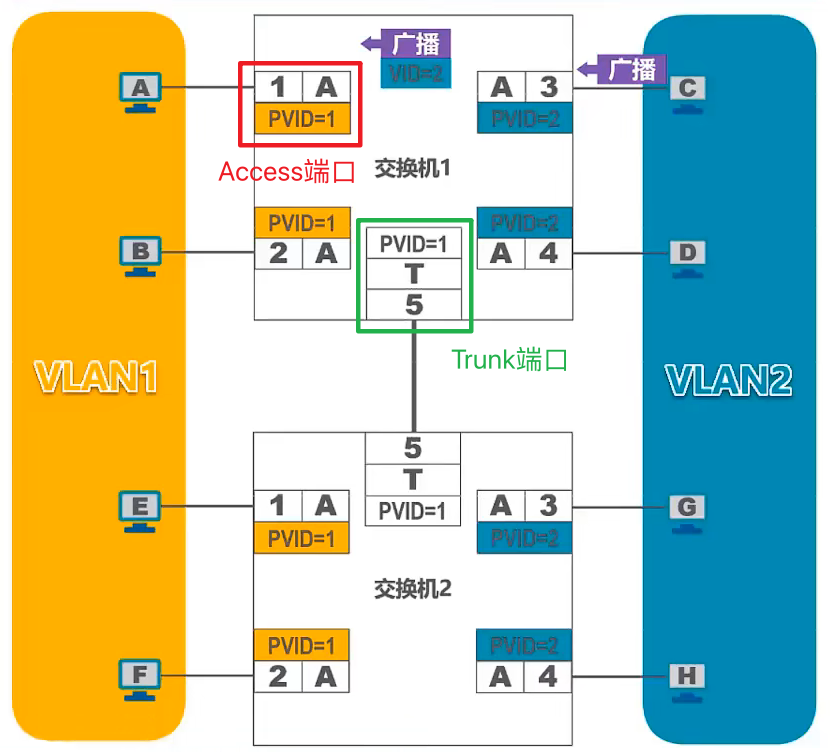 广播
VID=2
广播
A
1 A
PVID=1
A 3
PVID=2
C
Access端口
交换机1
B
PVID=1
2 A
PVID=1
T
5
PVID=2
A 4
D
Trunk端口
VLAN1
VLAN2
5
T
PVID=1
E
1 A
PVID=1
A 3
PVID=2
G
交换机2
F
PVID=1
2 A
PVID=2
A 4
H